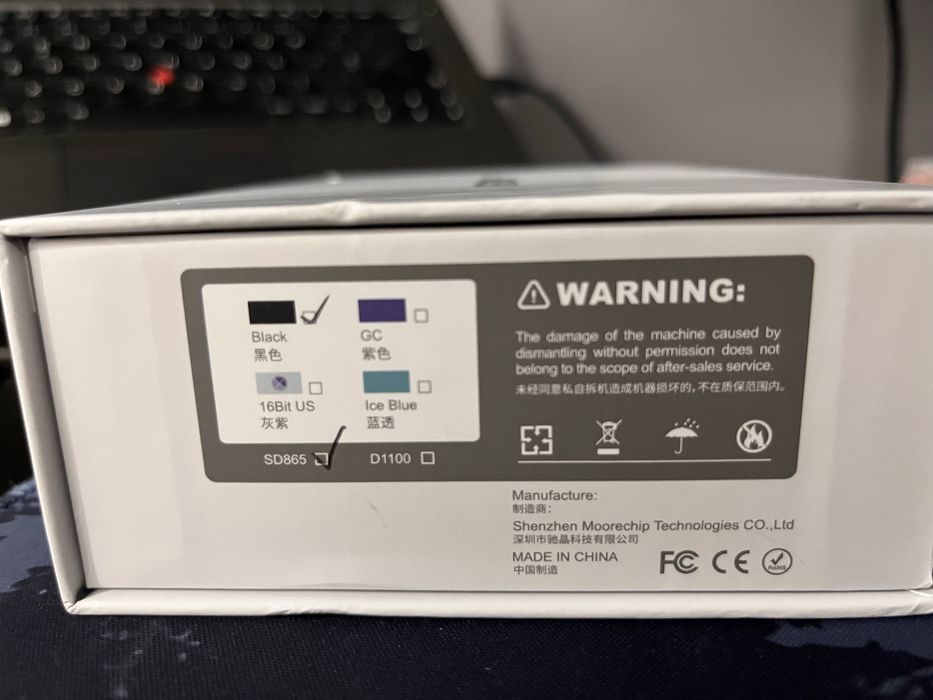 Black
黑色
GC
紫色
16Bit US
灰紫
Ice Blue
蓝透
SD865
D1100
WARNING:
The damage of the machine caused by
dismantling without permission does not
belong to the scope of after-sales service.
未经同意私自拆机造成机器损坏的，不在质保范围内。
Manufacture:
制造商：
Shenzhen Moorechip Technologies CO.,Ltd
深圳市驰晶科技有限公司
MADE IN CHINA
中国制造
FC CE RoHS